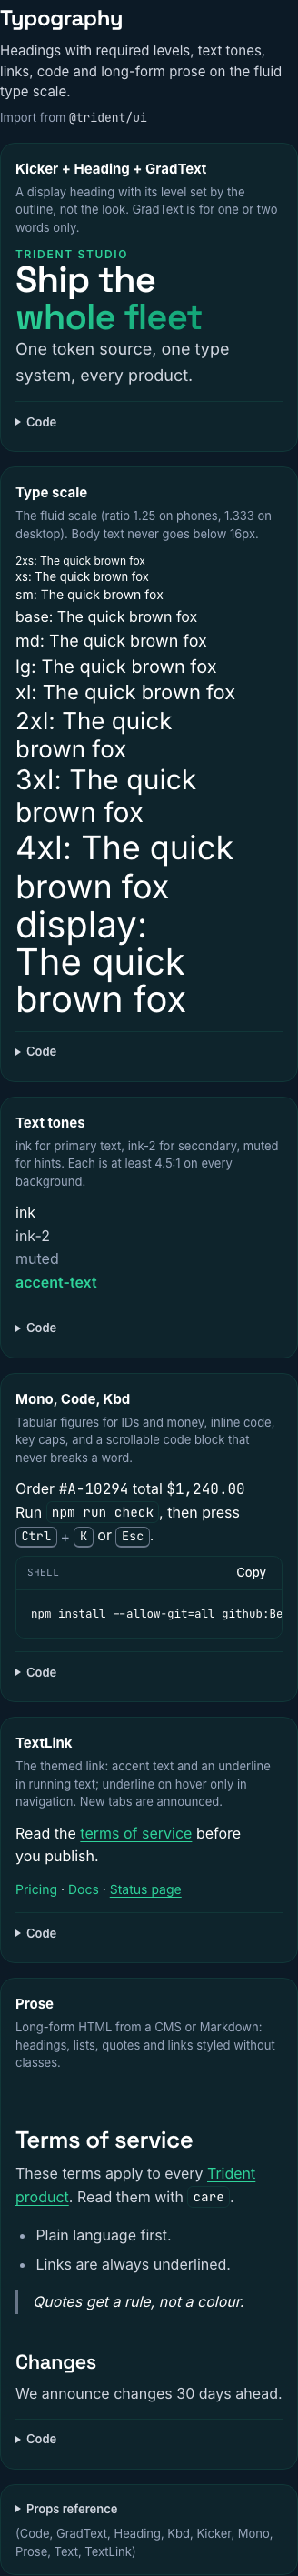 Typography
Headings with required levels, text tones,
links, code and long-form prose on the fluid
type scale.
Import from @trident/ui
Kicker + Heading + GradText
A display heading with its level set by the
outline, not the look. GradText is for one or two
words only.
TRIDENT STUDIO
Ship the
whole fleet
One token source, one type
system, every product.
Code
Type scale
The fluid scale (ratio 1.25 on phones, 1.333 on
desktop). Body text never goes below 16px.
2xs: The quick brown fox
xs: The quick brown fox
sm: The quick brown fox
base: The quick brown fox
md: The quick brown fox
lg: The quick brown fox
xl: The quick brown fox
2xl: The quick
brown fox
3xl: The quick
brown fox
4xl: The quick
brown fox
display:
The quick
brown fox
Code
Text tones
ink for primary text, ink-2 for secondary, muted
for hints. Each is at least 4.5:1 on every
background.
ink
ink-2
muted
accent-text
Code
Mono, Code, Kbd
Tabular figures for IDs and money, inline code,
key caps, and a scrollable code block that
never breaks a word.
Order #A-10294 total $1,240.00
Run npm run check, then press
Ctrl + K or Esc.
SHELL Copy
npm install --allow-git=all github:Be
Code
TextLink
The themed link: accent text and an underline
in running text; underline on hover only in
navigation. New tabs are announced.
Read the terms of service before
you publish.
Pricing · Docs · Status page
Code
Prose
Long-form HTML from a CMS or Markdown:
headings, lists, quotes and links styled without
classes.
Terms of service
These terms apply to every Trident
product. Read them with care.
• Plain language first.
• Links are always underlined.
Quotes get a rule, not a colour.
Changes
We announce changes 30 days ahead.
Code
Props reference
(Code, GradText, Heading, Kbd, Kicker, Mono,
Prose, Text, TextLink)